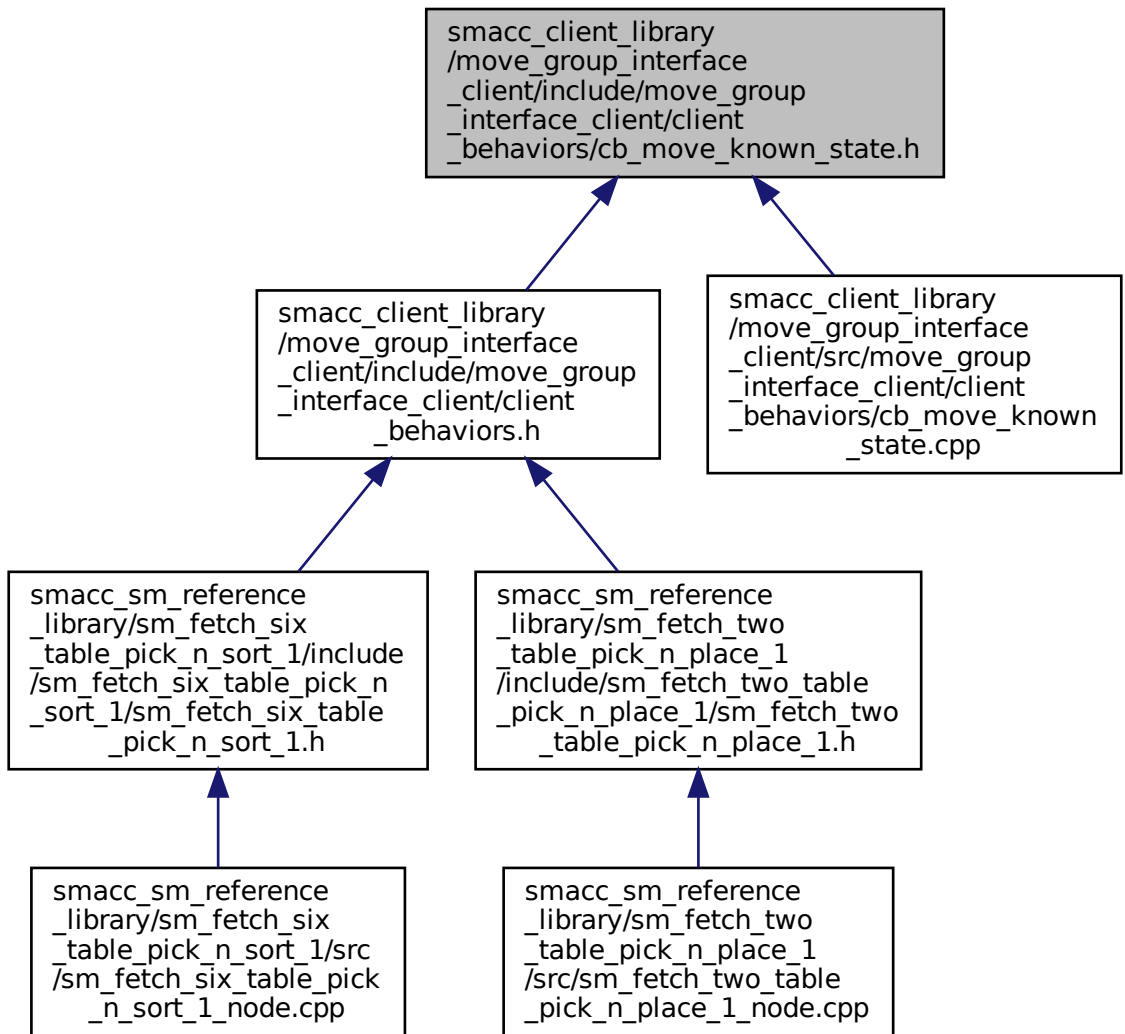 smacc_client_library
/move_group_interface
_client/include/move_group
_interface_client/client
_behaviors/cb_move_known_state.h
smacc_client_library
/move_group_interface
_client/include/move_group
_interface_client/client
_behaviors.h
smacc_client_library
/move_group_interface
_client/src/move_group
_interface_client/client
_behaviors/cb_move_known
_state.cpp
smacc_sm_reference
_library/sm_fetch_six
_table_pick_n_sort_1/include
/sm_fetch_six_table_pick_n
_sort_1/sm_fetch_six_table
_pick_n_sort_1.h
smacc_sm_reference
_library/sm_fetch_two
_table_pick_n_place_1
/include/sm_fetch_two_table
_pick_n_place_1/sm_fetch_two
_table_pick_n_place_1.h
smacc_sm_reference
_library/sm_fetch_six
_table_pick_n_sort_1/src
/sm_fetch_six_table_pick
_n_sort_1_node.cpp
smacc_sm_reference
_library/sm_fetch_two
_table_pick_n_place_1
/src/sm_fetch_two_table
_pick_n_place_1_node.cpp